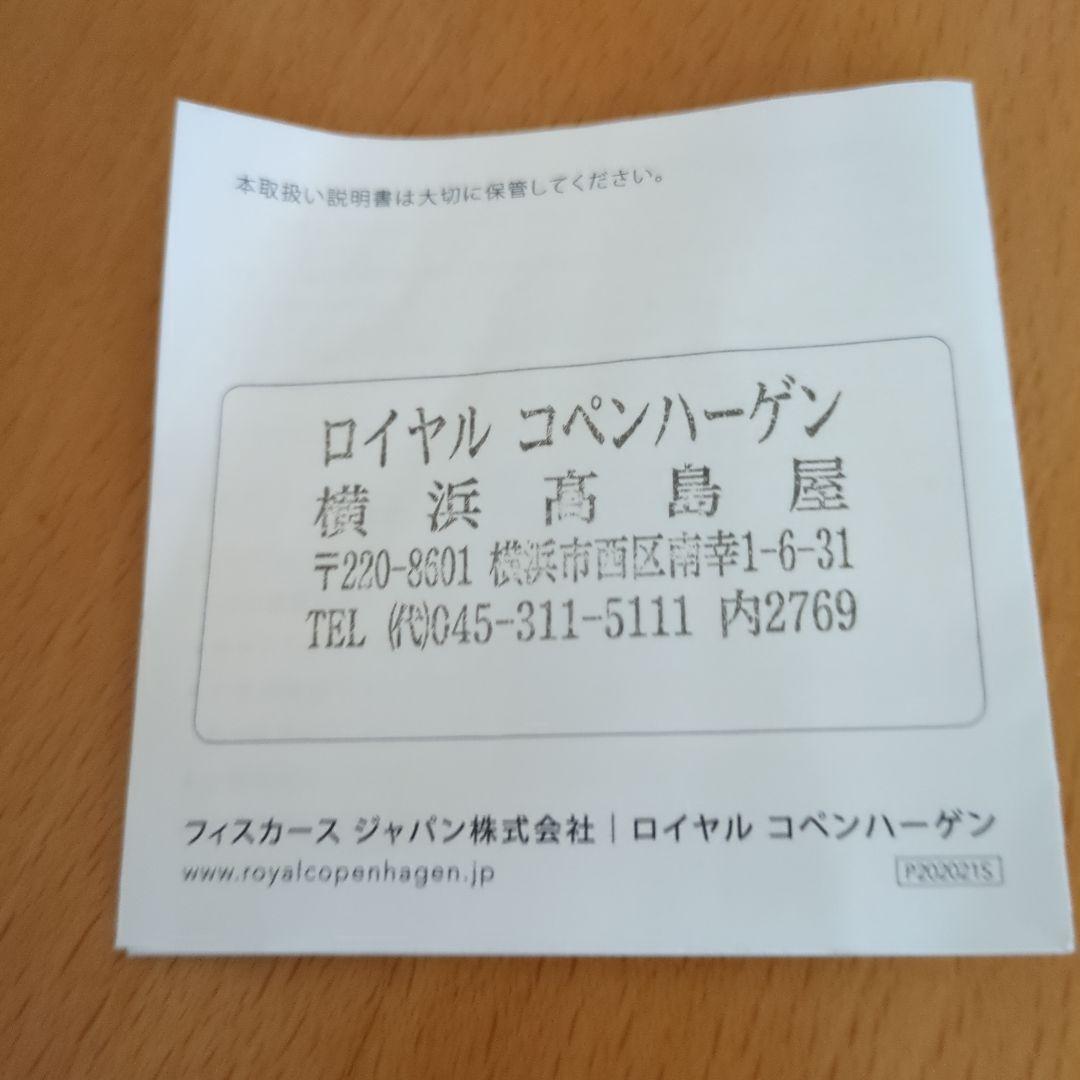 本取扱い説明書は大切に保管してください。
ロイヤル コペンハーゲン
横浜髙島屋
〒220-8601 横浜市西区南幸1-6-31
TEL (代)045-311-5111 内2769
フィスカース ジャパン株式会社 | ロイヤル コペンハーゲン
www.royalcopenhagen.jp
P202021S